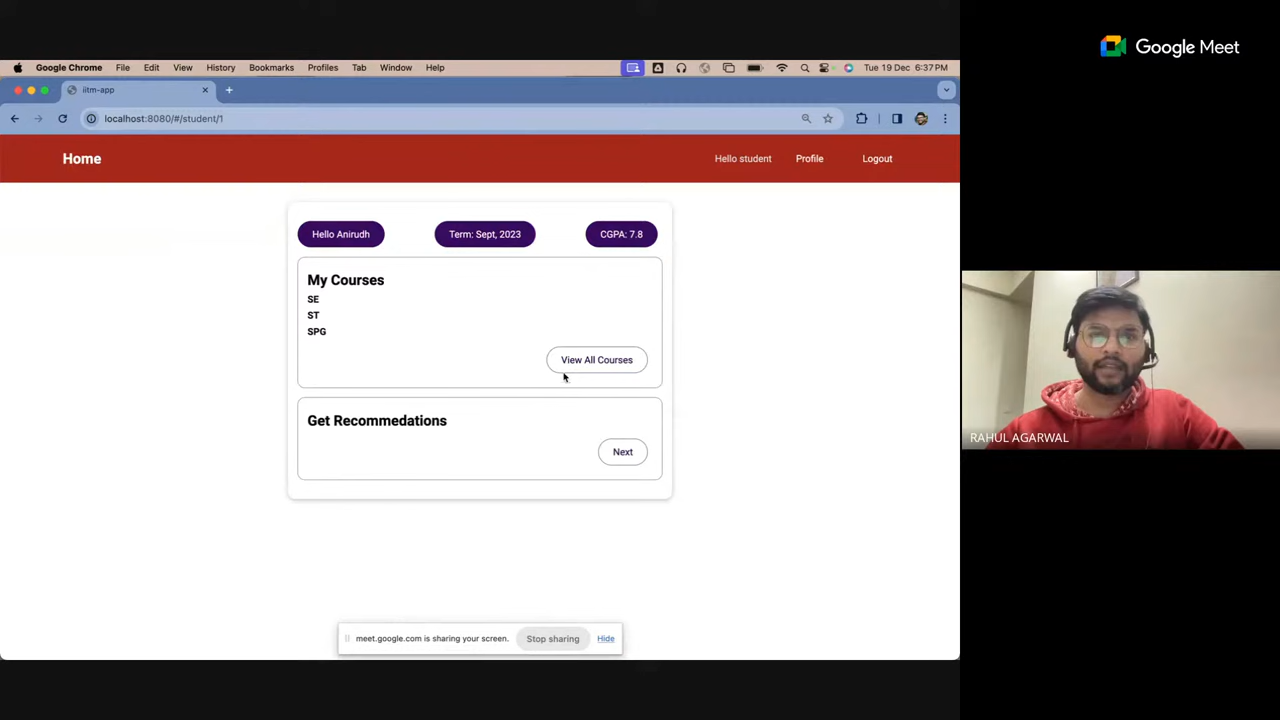 Google Meet
Google Chrome File Edit View History Bookmarks Profiles Tab Window Help Tue 19 Dec 6:37 PM
iitm-app
localhost:8080/#/student/1
Home Hello student Profile Logout
Hello Anirudh Term: Sept, 2023 CGPA: 7.8
My Courses
SE
ST
SPG
View All Courses
Get Recommedations
Next
RAHUL AGARWAL
meet.google.com is sharing your screen. Stop sharing Hide